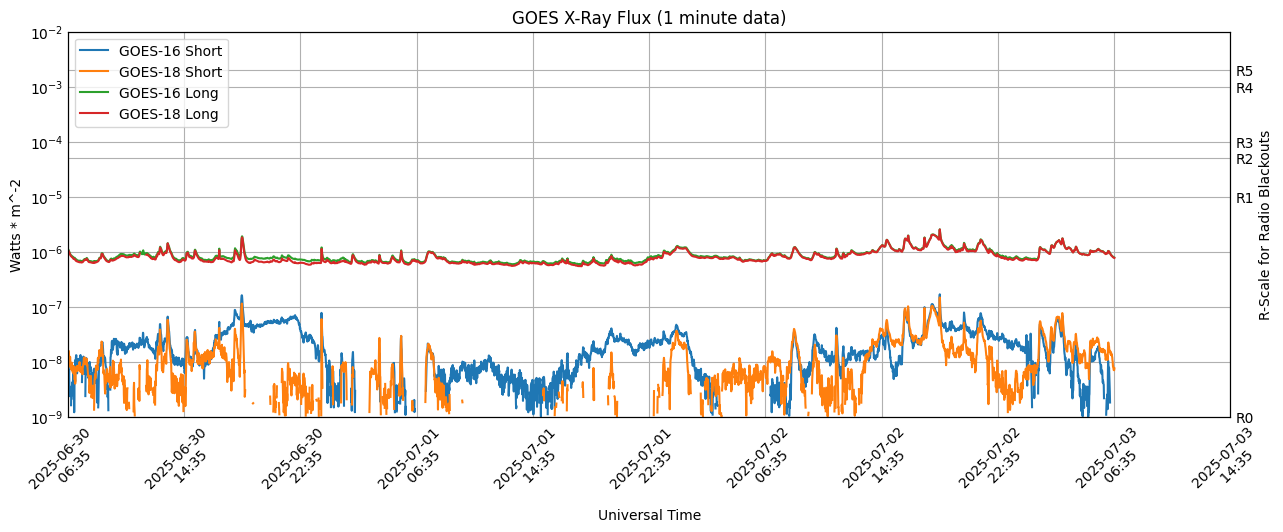 GOES X-Ray Flux (1 minute data)
GOES-16 Short
GOES-18 Short
GOES-16 Long
GOES-18 Long
Watts * m^-2
10^-2
10^-3
10^-4
10^-5
10^-6
10^-7
10^-8
10^-9
R5
R4
R3
R2
R1
R0
R-Scale for Radio Blackouts
2025-06-30
06:35
2025-06-30
14:35
2025-06-30
22:35
2025-07-01
06:35
2025-07-01
14:35
2025-07-01
22:35
2025-07-02
06:35
2025-07-02
14:35
2025-07-02
22:35
2025-07-03
06:35
2025-07-03
14:35
Universal Time